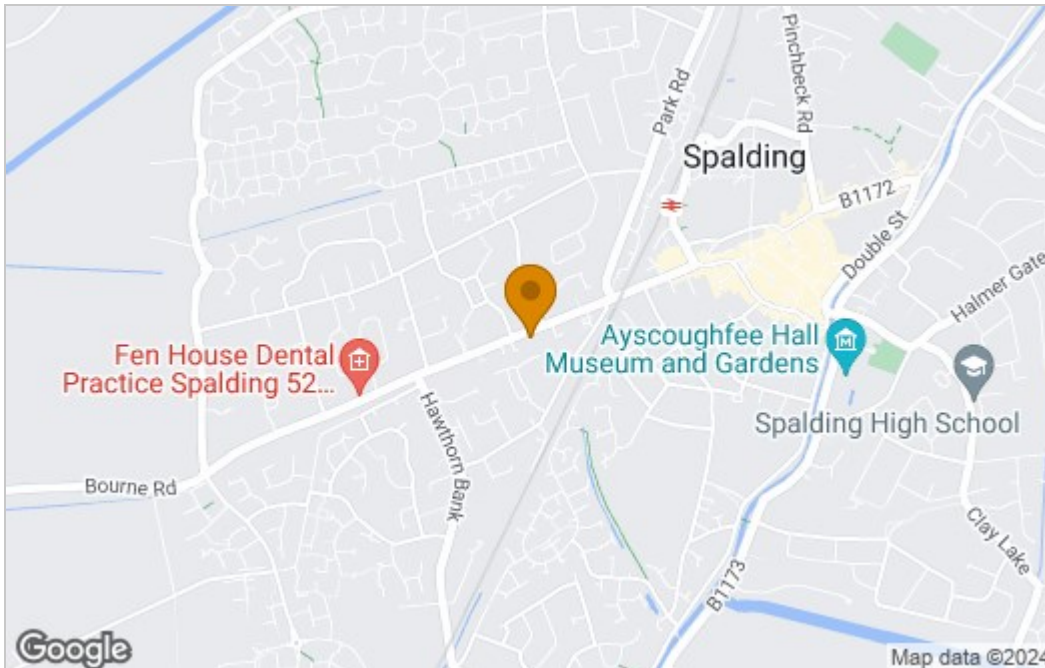 Pinchbeck Rd
Park Rd
Spalding
B1172
Double St
Halmer Gate
Ayscoughfee Hall
Museum and Gardens
Fen House Dental
Practice Spalding 52...
Spalding High School
Hawthorn Bank
Bourne Rd
Clay Lake
B1173
Google
Map data ©2024